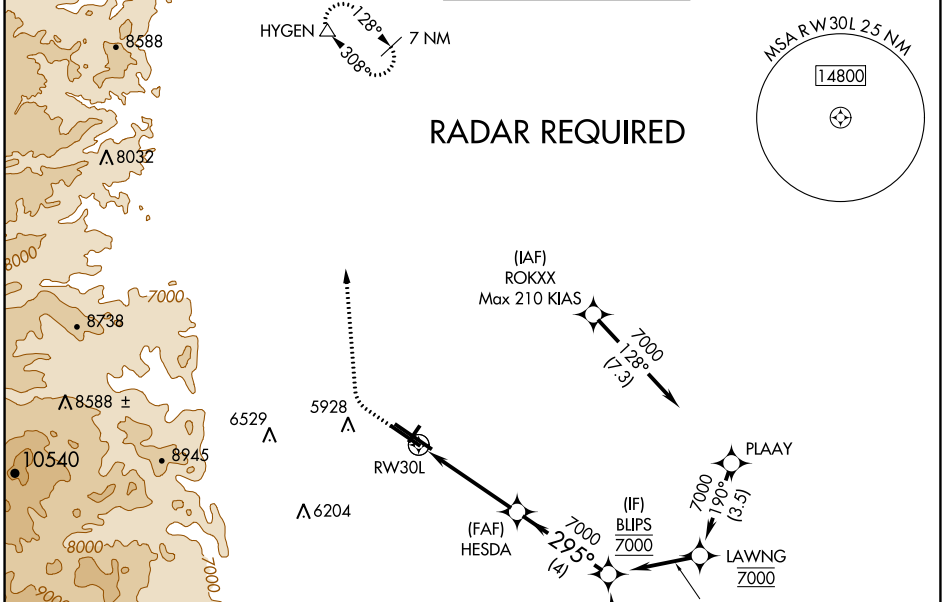 8588
HYGEN
128°
7 NM
308°
MSA RW30L 25 NM
14800
RADAR REQUIRED
8032
8000
(IAF)
ROKXX
Max 210 KIAS
7000
8738
7000
128°
(7.3)
8588 ±
6529
5928
10540
8945
RW30L
PLAAY
7000
190°
(3.5)
6204
(FAF)
HESDA
7000
295°
(4)
(IF)
BLIPS
7000
LAWNG
7000
8000
7000
9000